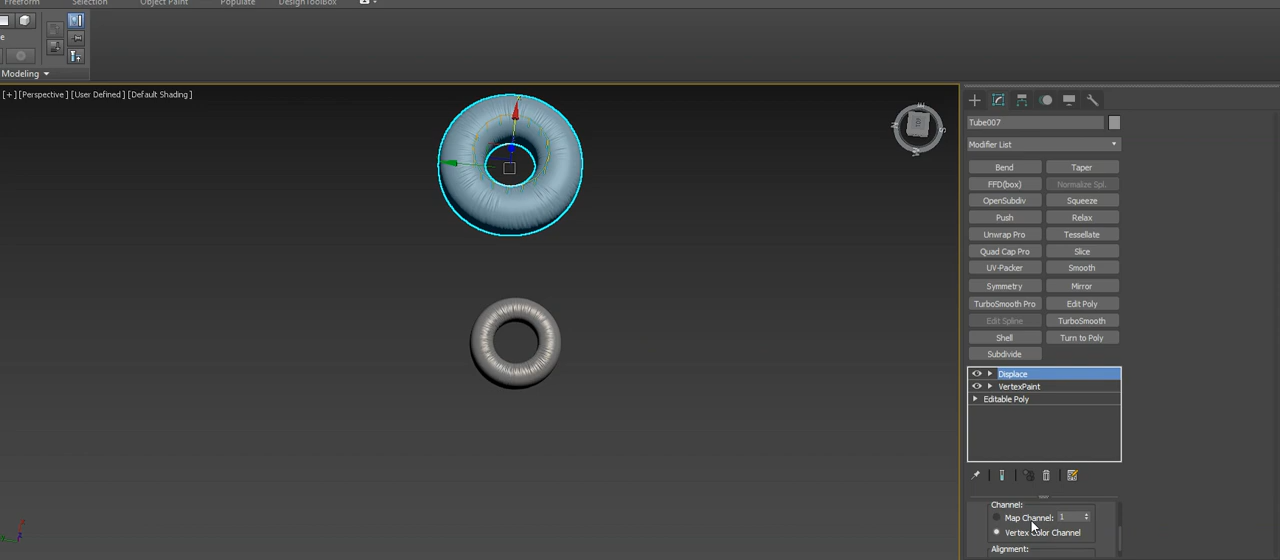 Freeform Selection Object Paint Populate DesignToolBox
Modeling
[+] [Perspective] [User Defined] [Default Shading]
Tube007
Modifier List
Bend Taper
FFD(box) Normalize Spl.
OpenSubdiv Squeeze
Push Relax
Unwrap Pro Tessellate
Quad Cap Pro Slice
UV-Packer Smooth
Symmetry Mirror
TurboSmooth Pro Edit Poly
Edit Spline TurboSmooth
Shell Turn to Poly
Subdivide
Displace
VertexPaint
Editable Poly
Channel:
Map Channel: 1
Vertex Color Channel
Alignment: